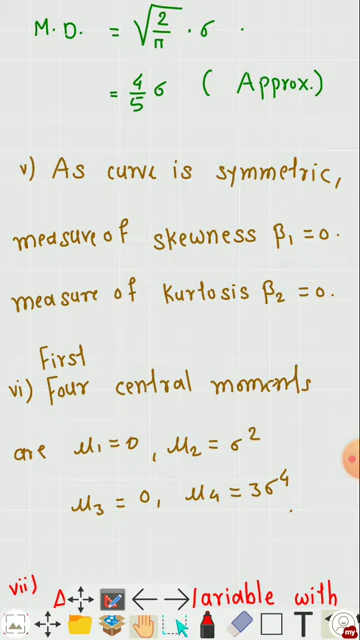 M.D. = √(2/π) · σ .
= 4/5 σ ( Approx.)
v) As curve is symmetric,
measure of skewness β₁ = 0.
measure of Kurtosis β₂ = 0.
First
vi) Four central moments
are μ₁ = 0, μ₂ = σ²
μ₃ = 0, μ₄ = 3σ⁴.
vii) A variable with